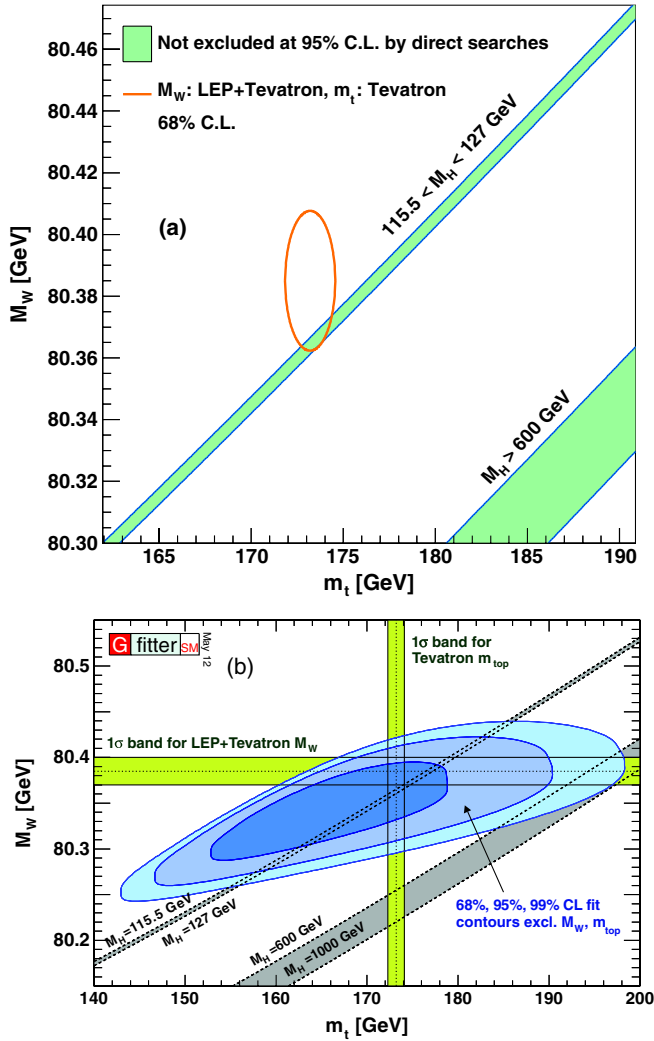 Not excluded at 95% C.L. by direct searches
M_W: LEP+Tevatron, m_t: Tevatron
68% C.L.
115.5 < M_H < 127 GeV
(a)
M_H > 600 GeV
M_W [GeV]
80.46
80.44
80.42
80.40
80.38
80.36
80.34
80.32
80.30
165 170 175 180 185 190
m_t [GeV]
G fitter SM
May 12
(b)
1σ band for
Tevatron m_top
1σ band for LEP+Tevatron M_W
M_W [GeV]
80.5
80.4
80.3
80.2
M_H=115.5 GeV
M_H=127 GeV
M_H=600 GeV
M_H=1000 GeV
68%, 95%, 99% CL fit
contours excl. M_W, m_top
140 150 160 170 180 190 200
m_t [GeV]